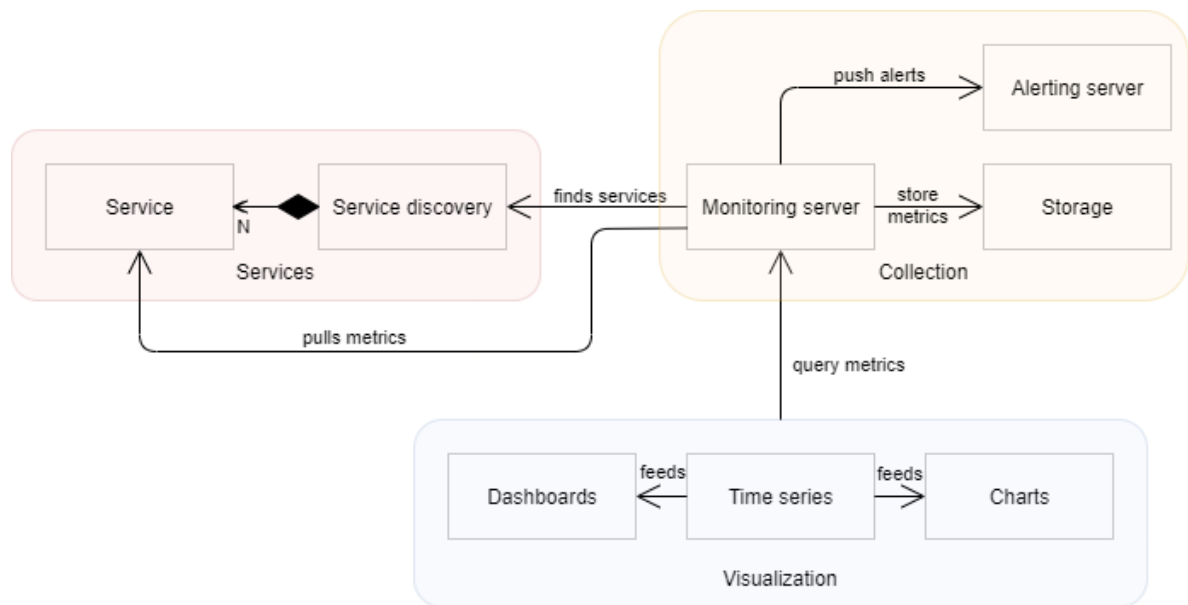 push alerts
Alerting server
Service
N
Service discovery
finds services
Monitoring server
store
metrics
Storage
Services
Collection
pulls metrics
query metrics
Dashboards
feeds
Time series
feeds
Charts
Visualization